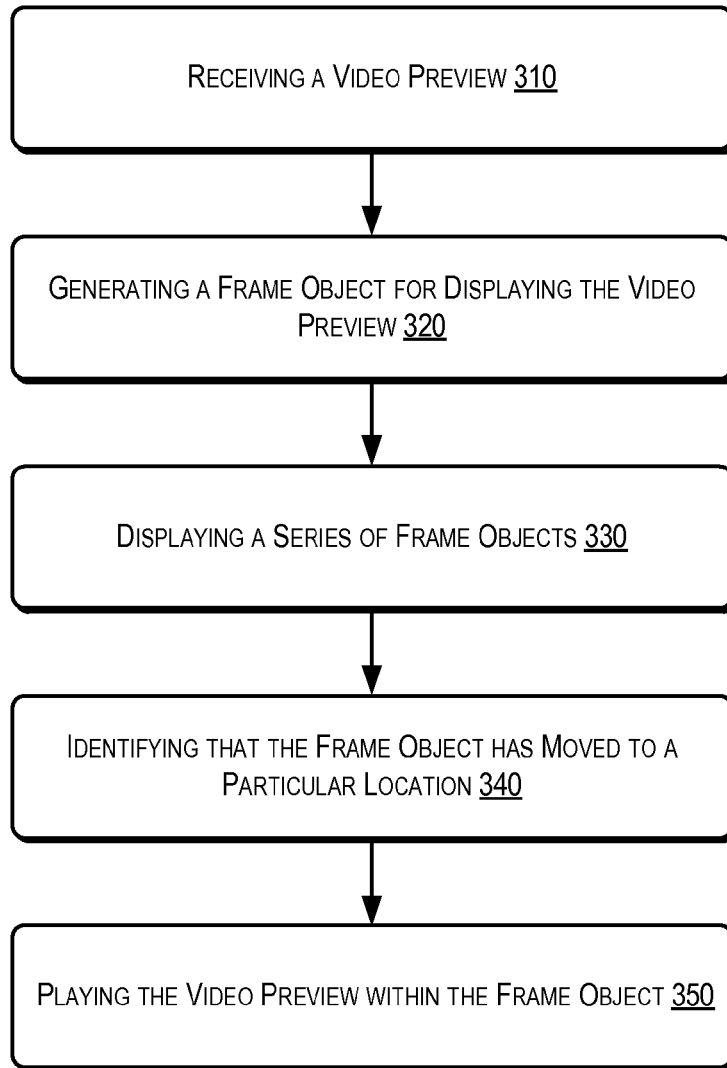 RECEIVING A VIDEO PREVIEW 310
GENERATING A FRAME OBJECT FOR DISPLAYING THE VIDEO
PREVIEW 320
DISPLAYING A SERIES OF FRAME OBJECTS 330
IDENTIFYING THAT THE FRAME OBJECT HAS MOVED TO A
PARTICULAR LOCATION 340
PLAYING THE VIDEO PREVIEW WITHIN THE FRAME OBJECT 350